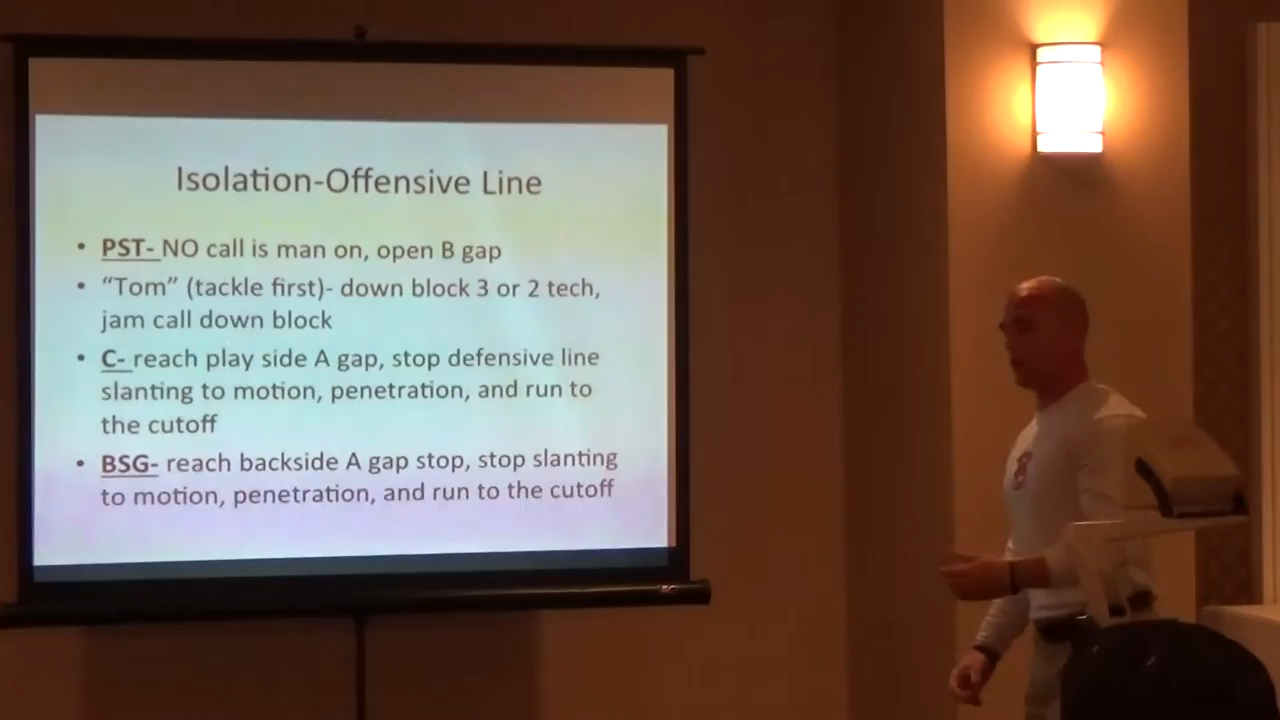 Isolation-Offensive Line
• PST- NO call is man on, open B gap
• “Tom” (tackle first)- down block 3 or 2 tech,
jam call down block
• C- reach play side A gap, stop defensive line
slanting to motion, penetration, and run to
the cutoff
• BSG- reach backside A gap stop, stop slanting
to motion, penetration, and run to the cutoff